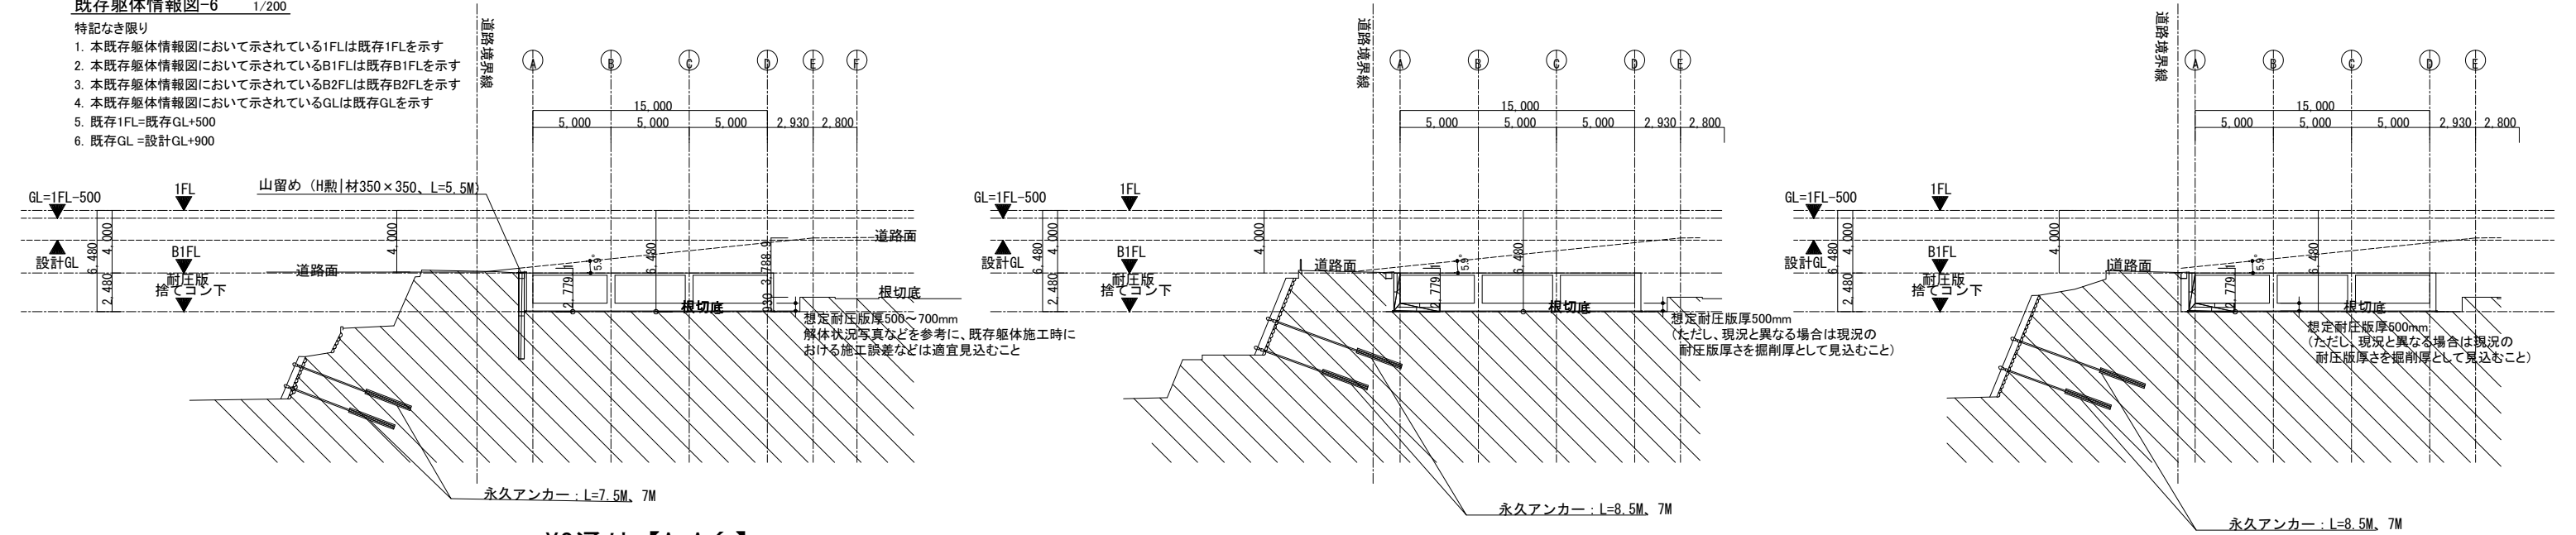 既存躯体情報図-6 1/200
特記なき限り
1. 本既存躯体情報図において示されている1FLは既存1FLを示す
2. 本既存躯体情報図において示されているB1FLは既存B1FLを示す
3. 本既存躯体情報図において示されているB2FLは既存B2FLを示す
4. 本既存躯体情報図において示されているGLは既存GLを示す
5. 既存1FL=既存GL+500
6. 既存GL =設計GL+900
道路境界線
A B C D E F
15,000
5,000 5,000 5,000 2,930 2,800
山留め (H勲|材350×350、L=5.5M)
GL=1FL-500
1FL
設計GL
B1FL
耐圧版
捨てコン下
6,480
4,000
2,480
4,000
道路面
5.9°
2,779.1
6,480
3,788.9
930
道路面
根切底
根切底
想定耐圧版厚500~700mm
解体状況写真などを参考に、既存躯体施工時に
おける施工誤差などは適宜見込むこと
永久アンカー:L=7.5M、7M
道路境界線
A B C D E
15,000
5,000 5,000 5,000 2,930 2,800
GL=1FL-500
1FL
設計GL
B1FL
耐圧版
捨てコン下
6,480
4,000
2,480
4,000
道路面
5.9°
2,779.1
6,480
根切底
想定耐圧版厚500mm
(ただし、現況と異なる場合は現況の
耐圧版厚さを掘削厚として見込むこと)
永久アンカー:L=8.5M、7M
道路境界線
A B C D E
15,000
5,000 5,000 5,000 2,930 2,800
GL=1FL-500
1FL
設計GL
B1FL
耐圧版
捨てコン下
6,480
4,000
2,480
4,000
道路面
5.9°
2,779.1
6,480
根切底
想定耐圧版厚500mm
(ただし、現況と異なる場合は現況の
耐圧版厚さを掘削厚として見込むこと)
永久アンカー:L=8.5M、7M